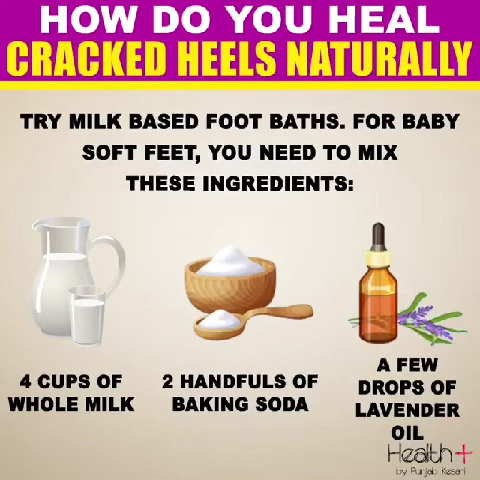 HOW DO YOU HEAL
CRACKED HEELS NATURALLY
TRY MILK BASED FOOT BATHS. FOR BABY
SOFT FEET, YOU NEED TO MIX
THESE INGREDIENTS:
4 CUPS OF
WHOLE MILK
2 HANDFULS OF
BAKING SODA
A FEW
DROPS OF
LAVENDER
OIL
Health+
by Punjab Kesari